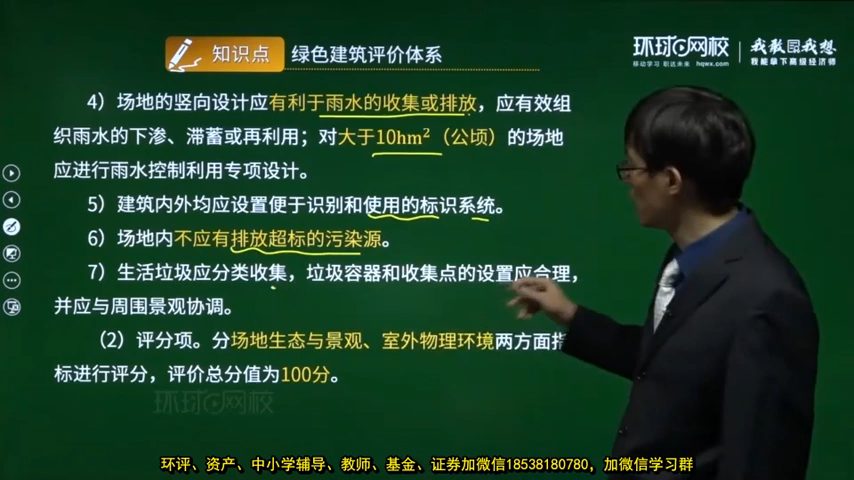 知识点 绿色建筑评价体系
环球网校
移动学习 职达未来 hqwx.com
我敢因我想
我能拿下高级经济师
4）场地的竖向设计应有利于雨水的收集或排放，应有效组
织雨水的下渗、滞蓄或再利用；对大于10hm²（公顷）的场地
应进行雨水控制利用专项设计。
5）建筑内外均应设置便于识别和使用的标识系统。
6）场地内不应有排放超标的污染源。
7）生活垃圾应分类收集，垃圾容器和收集点的设置应合理，
并应与周围景观协调。
（2）评分项。分场地生态与景观、室外物理环境两方面指
标进行评分，评价总分值为100分。
环球网校
环评、资产、中小学辅导、教师、基金、证券加微信18538180780，加微信学习群